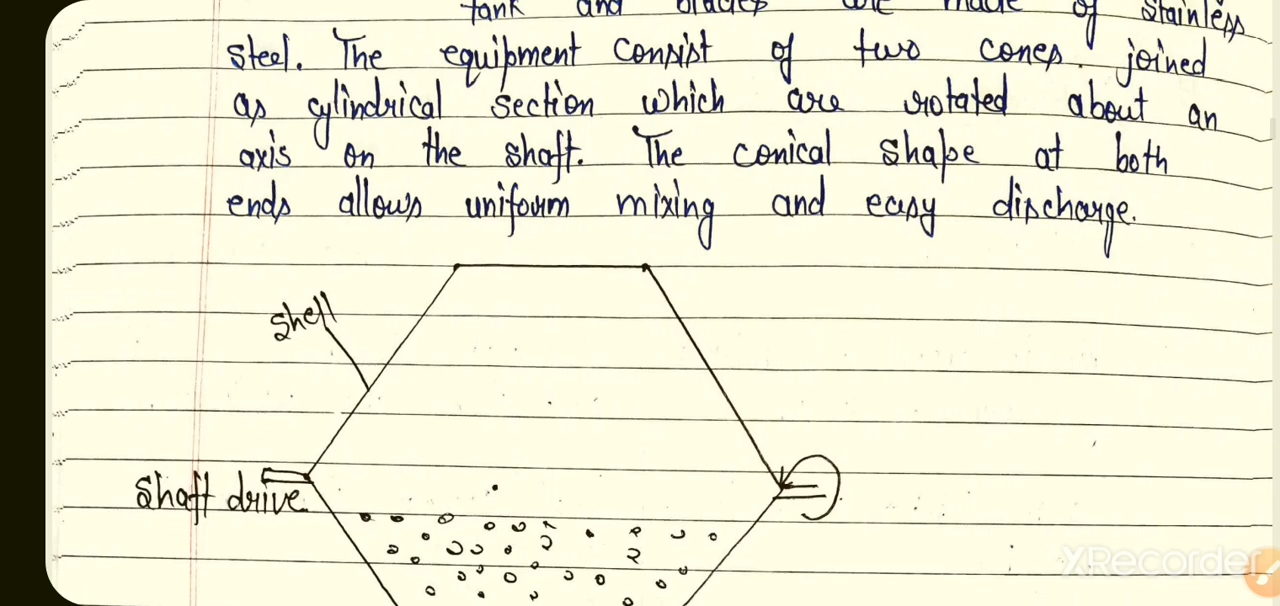 tank and blades are made of stainless
steel. The equipment consist of two cones. joined
as cylindrical section which are rotated about an
axis on the shaft. The conical shape at both
ends allows uniform mixing and easy discharge.
shell
shaft drive.
XRecorder